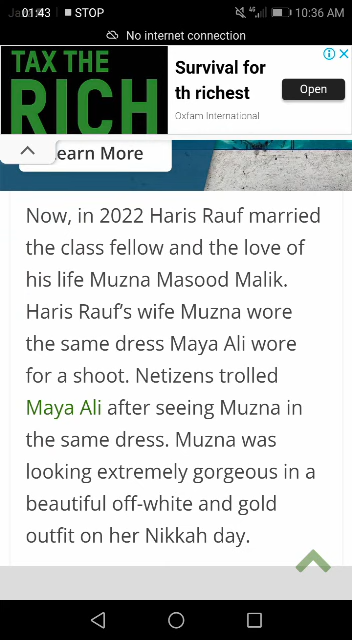 01:43 STOP 10:36 AM
No internet connection
TAX THE
RICH
Survival for
th richest
Oxfam International
Open
earn More
Now, in 2022 Haris Rauf married
the class fellow and the love of
his life Muzna Masood Malik.
Haris Rauf's wife Muzna wore
the same dress Maya Ali wore
for a shoot. Netizens trolled
Maya Ali after seeing Muzna in
the same dress. Muzna was
looking extremely gorgeous in a
beautiful off-white and gold
outfit on her Nikkah day.